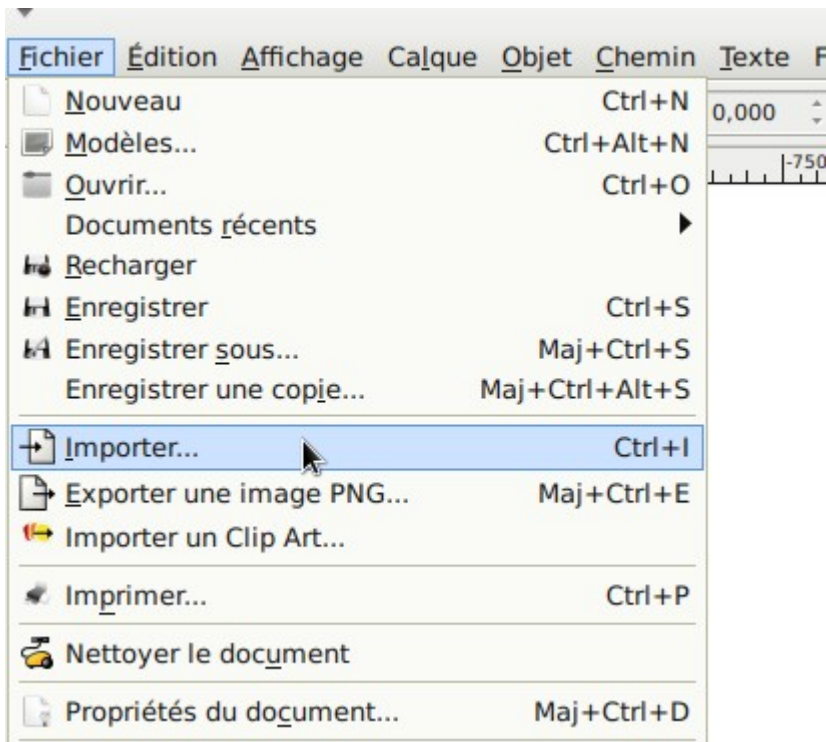 Fichier Édition Affichage Calque Objet Chemin Texte F
Nouveau Ctrl+N
0,000
Modèles... Ctrl+Alt+N
-750
Ouvrir... Ctrl+O
Documents récents
Recharger
Enregistrer Ctrl+S
Enregistrer sous... Maj+Ctrl+S
Enregistrer une copie... Maj+Ctrl+Alt+S
Importer... Ctrl+I
Exporter une image PNG... Maj+Ctrl+E
Importer un Clip Art...
Imprimer... Ctrl+P
Nettoyer le document
Propriétés du document... Maj+Ctrl+D